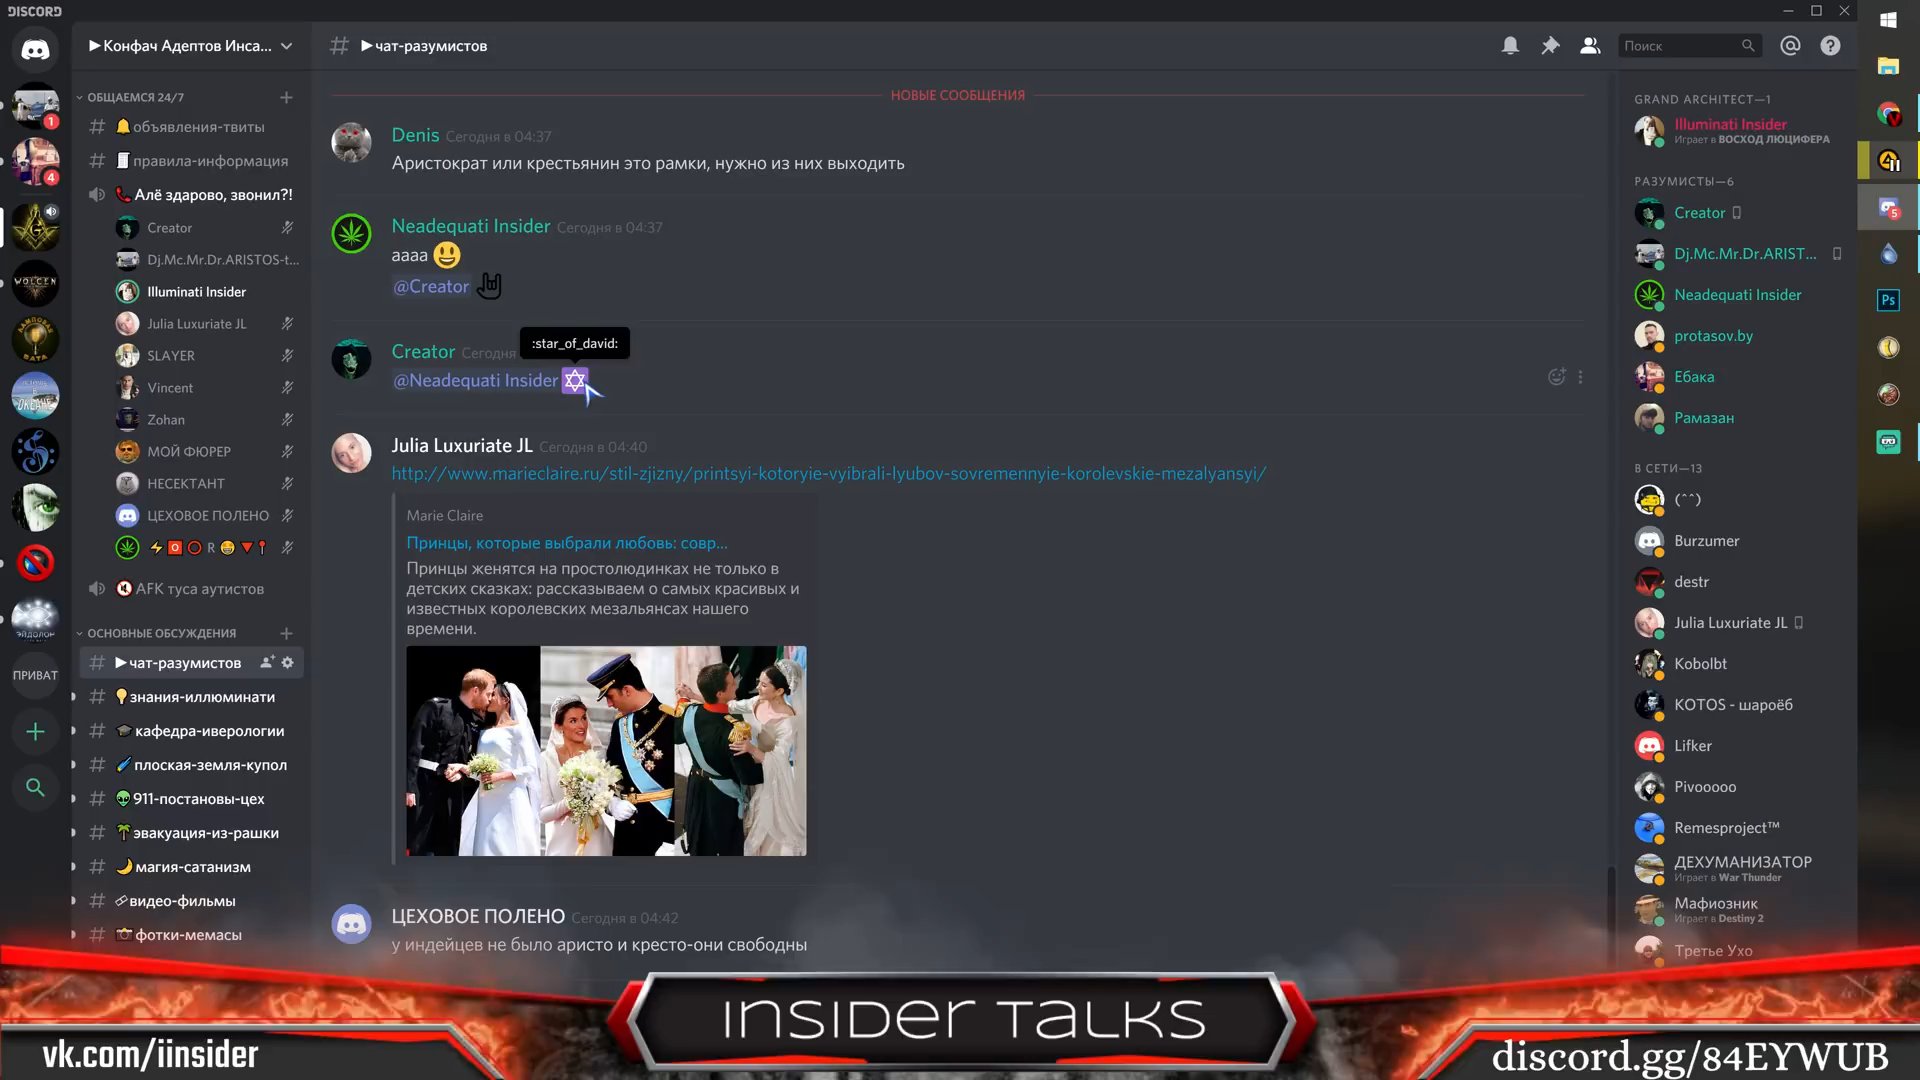 DISCORD
▶Конфач Адептов Инса...
ОБЩАЕМСЯ 24/7
объявления-твиты
правила-информация
Алё здарово, звонил?!
Creator
Dj.Mc.Mr.Dr.ARISTOS-t...
Illuminati Insider
Julia Luxuriate JL
SLAYER
Vincent
Zohan
МОЙ ФЮРЕР
НЕСЕКТАНТ
ЦЕХОВОЕ ПОЛЕНО
⚡🅾⭕R😀🔻📍
AFK туса аутистов
ОСНОВНЫЕ ОБСУЖДЕНИЯ
▶чат-разумистов
знания-иллюминати
кафедра-иверологии
плоская-земля-купол
911-постановы-цех
эвакуация-из-рашки
магия-сатанизм
видео-фильмы
фотки-мемасы
1
4
WOLCEN
ЛАМПОВАЯ
ВАТА
ОКЕАНЕ
ЭЙДОЛОН
ПРИВАТ
# ▶чат-разумистов
Поиск
НОВЫЕ СООБЩЕНИЯ
Denis Сегодня в 04:37
Аристократ или крестьянин это рамки, нужно из них выходить
Neadequati Insider Сегодня в 04:37
аааа 😃
@Creator 🤘
:star_of_david:
Creator Сегодня
@Neadequati Insider ✡
Julia Luxuriate JL Сегодня в 04:40
http://www.marieclaire.ru/stil-zjizny/printsyi-kotoryie-vyibrali-lyubov-sovremennyie-korolevskie-mezalyansyi/
Marie Claire
Принцы, которые выбрали любовь: совр...
Принцы женятся на простолюдинках не только в
детских сказках: рассказываем о самых красивых и
известных королевских мезальянсах нашего
времени.
ЦЕХОВОЕ ПОЛЕНО Сегодня в 04:42
у индейцев не было аристо и кресто-они свободны
GRAND ARCHITECT—1
Illuminati Insider
Играет в ВОСХОД ЛЮЦИФЕРА
РАЗУМИСТЫ—6
Creator
Dj.Mc.Mr.Dr.ARIST...
Neadequati Insider
protasov.by
Ебака
Рамазан
В СЕТИ—13
(ˆˆ)
Burzumer
destr
Julia Luxuriate JL
Kobolbt
KOTOS - шароёб
Lifker
Pivooooo
Remesproject™
ДЕХУМАНИЗАТОР
Играет в War Thunder
Мафиозник
Играет в Destiny 2
Третье Ухо
5
Ps
INSIDER TALKS
vk.com/iinsider
discord.gg/84EYWUB